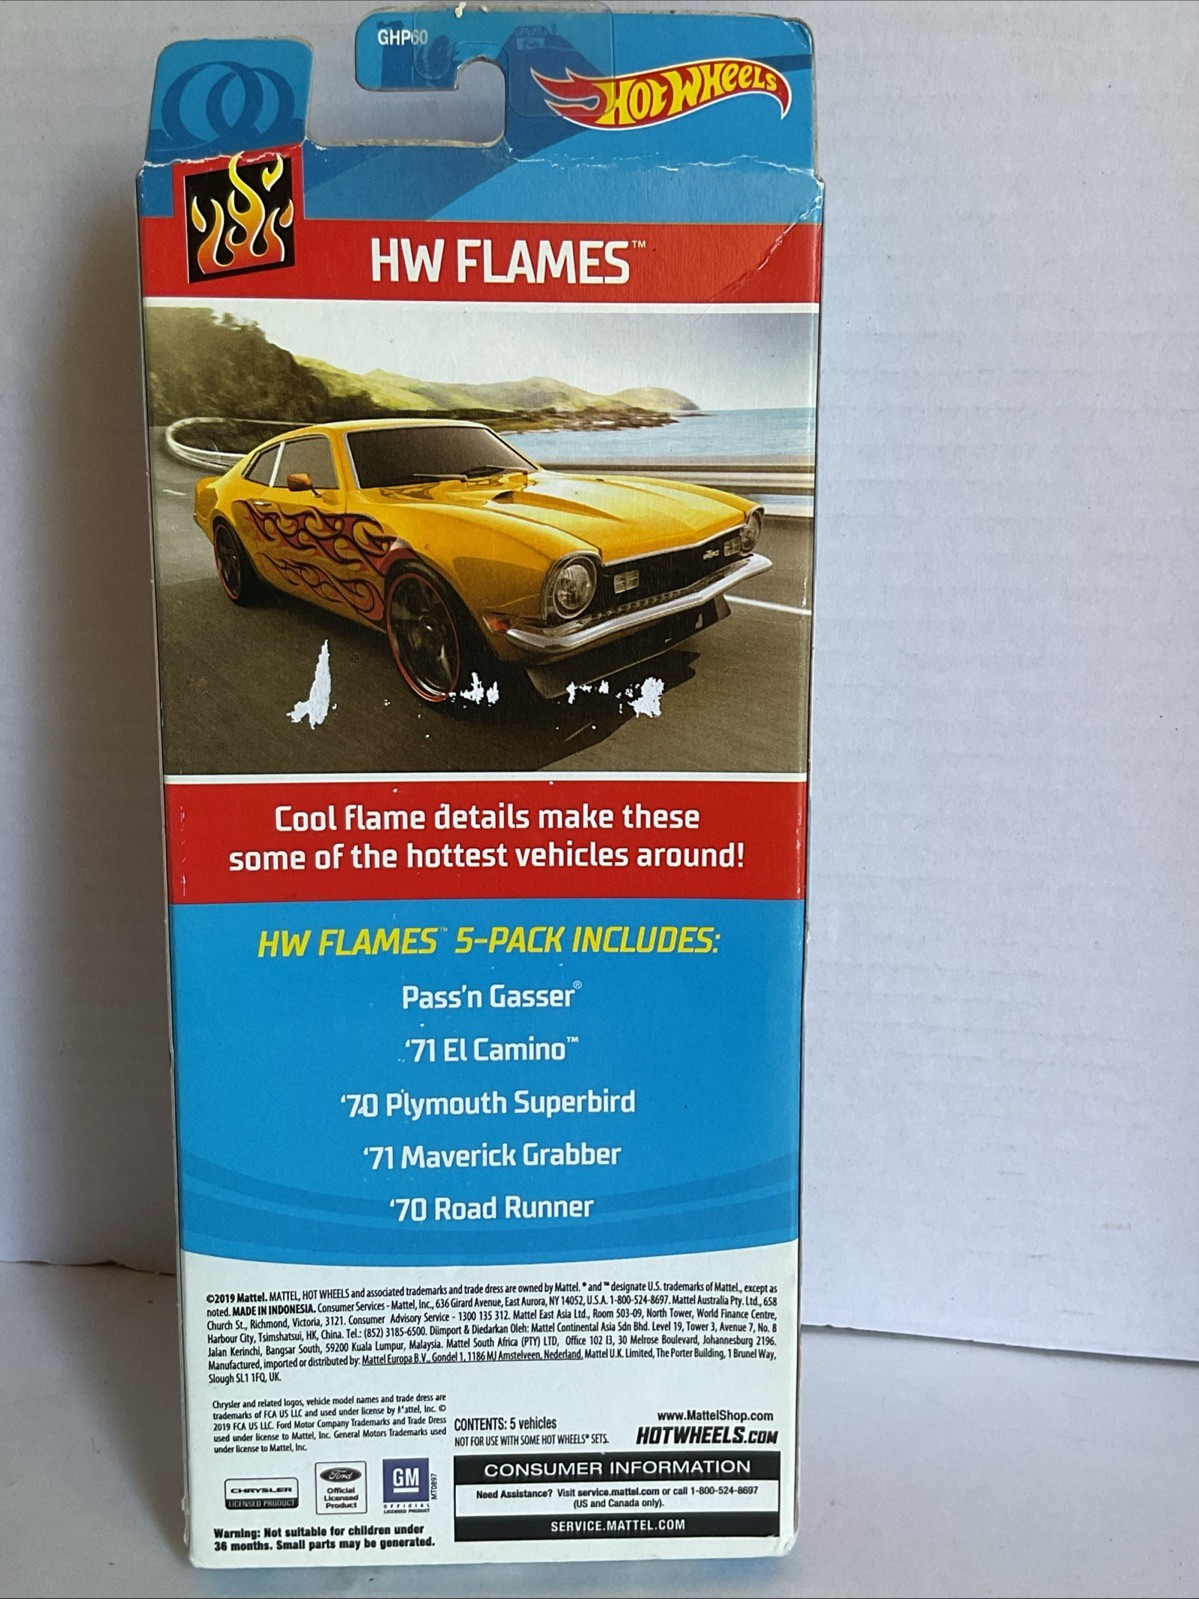 GHP60
HOT WHEELS
HW FLAMES™
Cool flame details make these
some of the hottest vehicles around!
HW FLAMES™ 5-PACK INCLUDES:
Pass'n Gasser®
'71 El Camino™
'70 Plymouth Superbird
'71 Maverick Grabber
'70 Road Runner
©2019 Mattel. MATTEL, HOT WHEELS and associated trademarks and trade dress are owned by Mattel. ® and ™ designate U.S. trademarks of Mattel, except as
noted. MADE IN INDONESIA. Consumer Services - Mattel, Inc., 636 Girard Avenue, East Aurora, NY 14052, U.S.A. 1-800-524-8697. Mattel Australia Pty. Ltd., 658
Church St., Richmond, Victoria, 3121. Consumer Advisory Service - 1300 135 312. Mattel East Asia Ltd., Room 503-09, North Tower, World Finance Centre,
Harbour City, Tsimshatsui, HK, China. Tel.: (852) 3185-6500. Diimport & Diedarkan Oleh: Mattel Continental Asia Sdn Bhd. Level 19, Tower 3, Avenue 7, No. 8
Jalan Kerinchi, Bangsar South, 59200 Kuala Lumpur, Malaysia. Mattel South Africa (PTY) LTD, Office 102 I3, 30 Melrose Boulevard, Johannesburg 2196.
Manufactured, imported or distributed by: Mattel Europa B.V., Gondel 1, 1186 MJ Amstelveen, Nederland. Mattel U.K. Limited, The Porter Building, 1 Brunel Way,
Slough SL1 1FQ, UK.
Chrysler and related logos, vehicle model names and trade dress are
trademarks of FCA US LLC and used under license by Mattel, Inc. ©
2019 FCA US LLC. Ford Motor Company Trademarks and Trade Dress
used under license to Mattel, Inc. General Motors Trademarks used
under license to Mattel, Inc.
CONTENTS: 5 vehicles
NOT FOR USE WITH SOME HOT WHEELS® SETS.
www.MattelShop.com
HOTWHEELS.COM
CHRYSLER
LICENSED PRODUCT
Ford
Official
Licensed
Product
GM
OFFICIAL
LICENSED PRODUCT
MT0897
Warning: Not suitable for children under
36 months. Small parts may be generated.
CONSUMER INFORMATION
Need Assistance? Visit service.mattel.com or call 1-800-524-8697
(US and Canada only).
SERVICE.MATTEL.COM